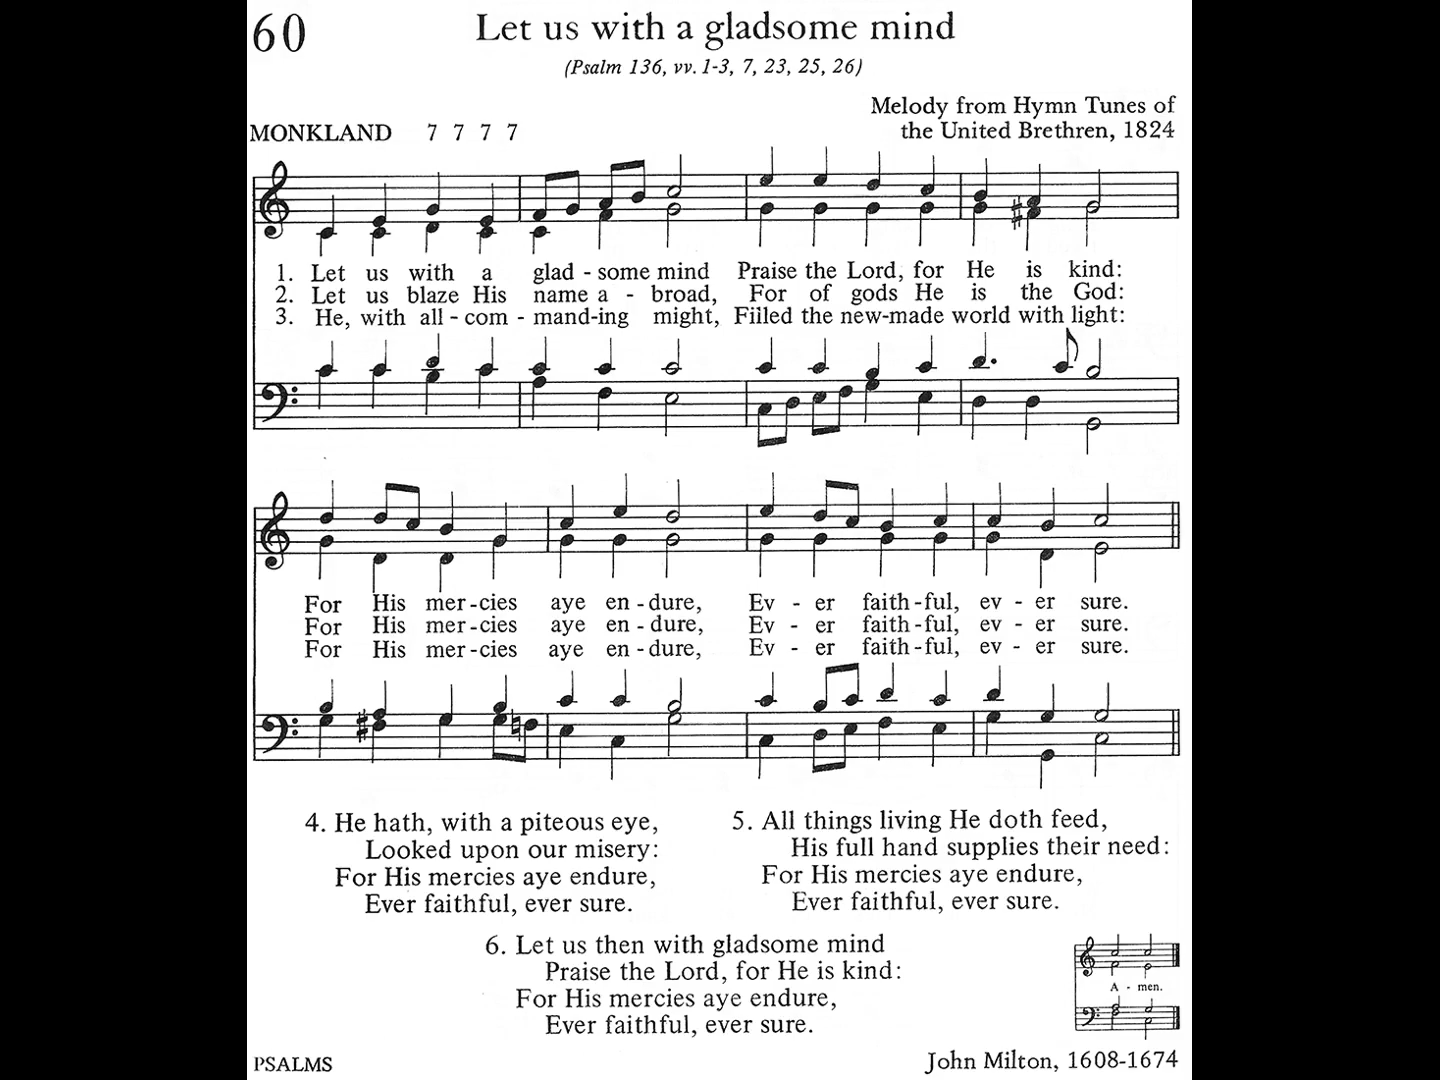 60
Let us with a gladsome mind
(Psalm 136, vv. 1-3, 7, 23, 25, 26)
Melody from Hymn Tunes of
MONKLAND 7 7 7 7 the United Brethren, 1824
1. Let us with a glad - some mind Praise the Lord, for He is kind:
2. Let us blaze His name a - broad, For of gods He is the God:
3. He, with all - com - mand-ing might, Fiiled the new-made world with light:
For His mer-cies aye en-dure, Ev - er faith-ful, ev - er sure.
For His mer-cies aye en-dure, Ev - er faith-ful, ev - er sure.
For His mer-cies aye en-dure, Ev - er faith-ful, ev - er sure.
4. He hath, with a piteous eye,
Looked upon our misery:
For His mercies aye endure,
Ever faithful, ever sure.
5. All things living He doth feed,
His full hand supplies their need:
For His mercies aye endure,
Ever faithful, ever sure.
6. Let us then with gladsome mind
Praise the Lord, for He is kind:
For His mercies aye endure,
Ever faithful, ever sure.
A - men.
PSALMS
John Milton, 1608-1674